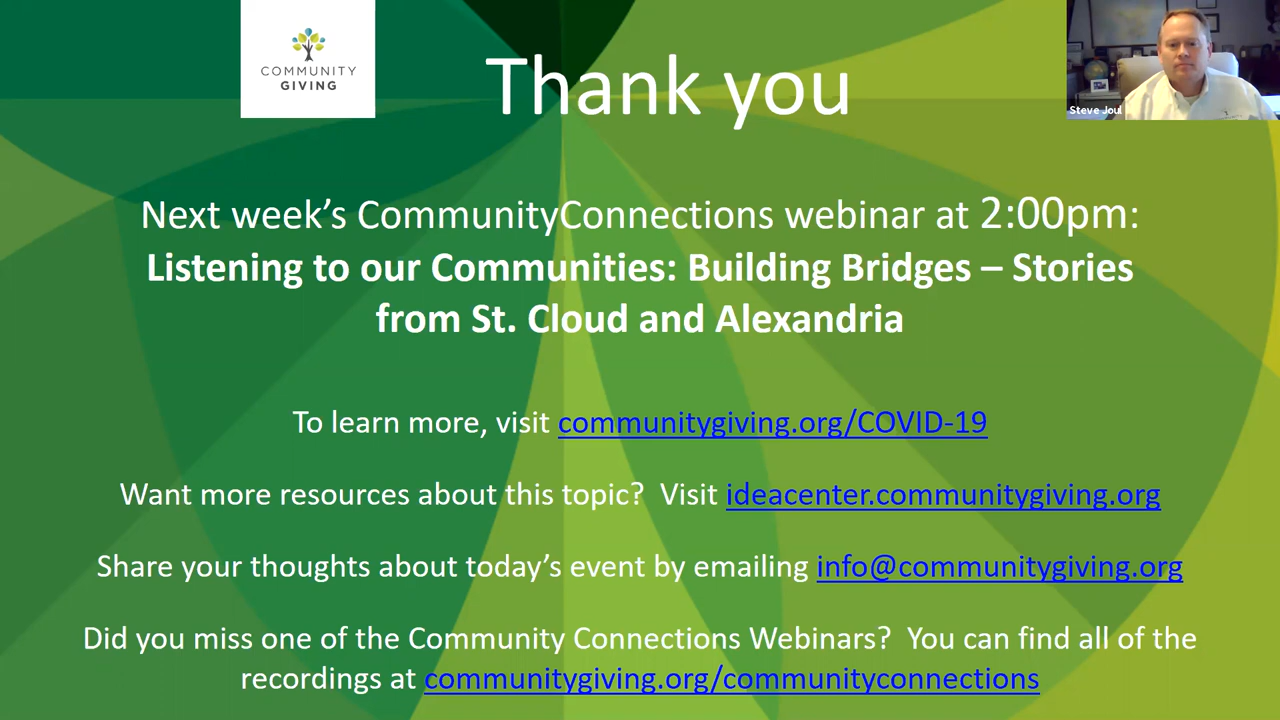 COMMUNITY
GIVING
Thank you
Steve Joul
Next week’s CommunityConnections webinar at 2:00pm:
Listening to our Communities: Building Bridges – Stories
from St. Cloud and Alexandria
To learn more, visit communitygiving.org/COVID-19
Want more resources about this topic?  Visit ideacenter.communitygiving.org
Share your thoughts about today’s event by emailing info@communitygiving.org
Did you miss one of the Community Connections Webinars?  You can find all of the
recordings at communitygiving.org/communityconnections